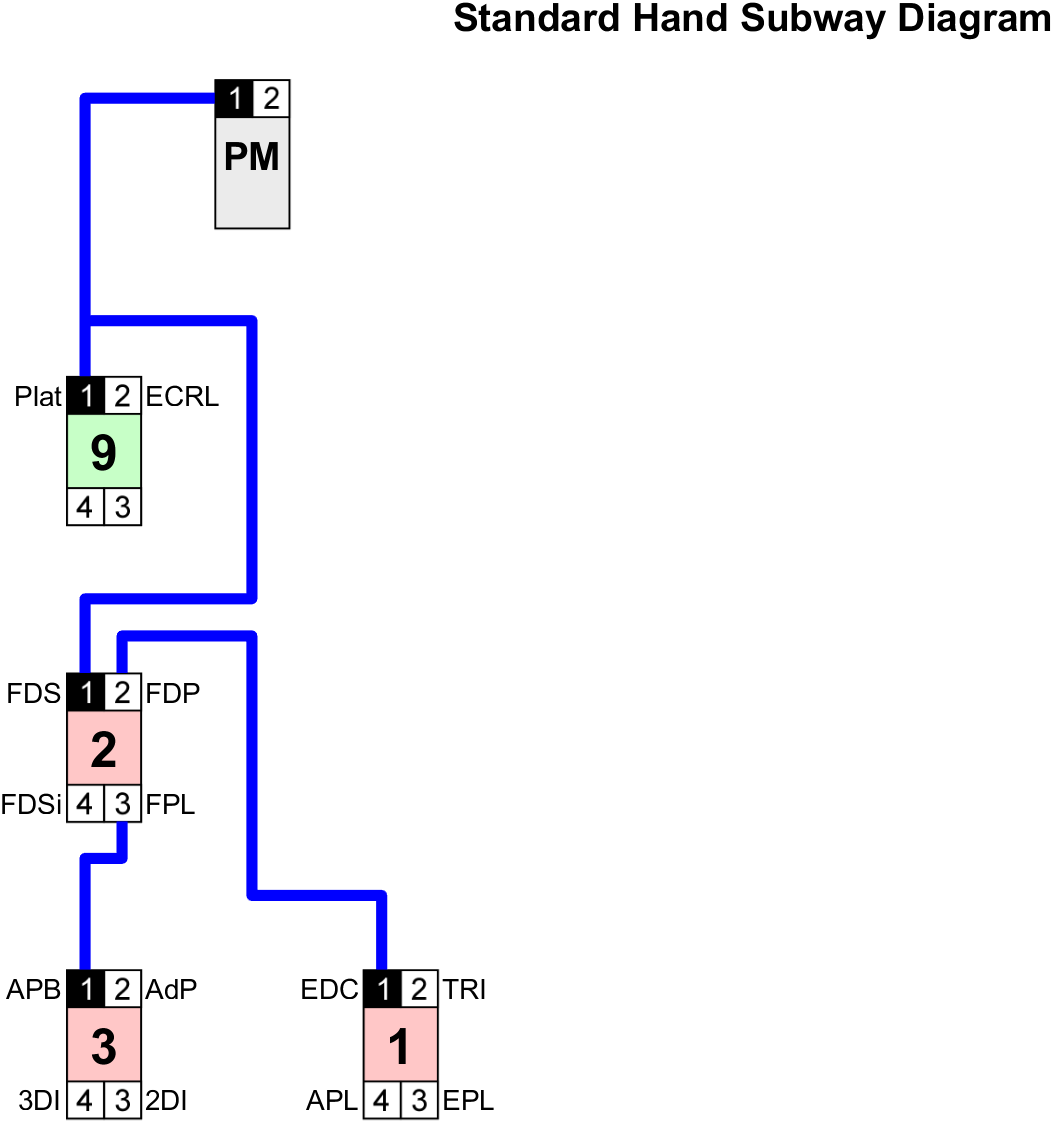 Standard Hand Subway Diagram
1 2
PM
Plat 1 2 ECRL
9
4 3
FDS 1 2 FDP
2
FDSi 4 3 FPL
APB 1 2 AdP
3
3DI 4 3 2DI
EDC 1 2 TRI
1
APL 4 3 EPL